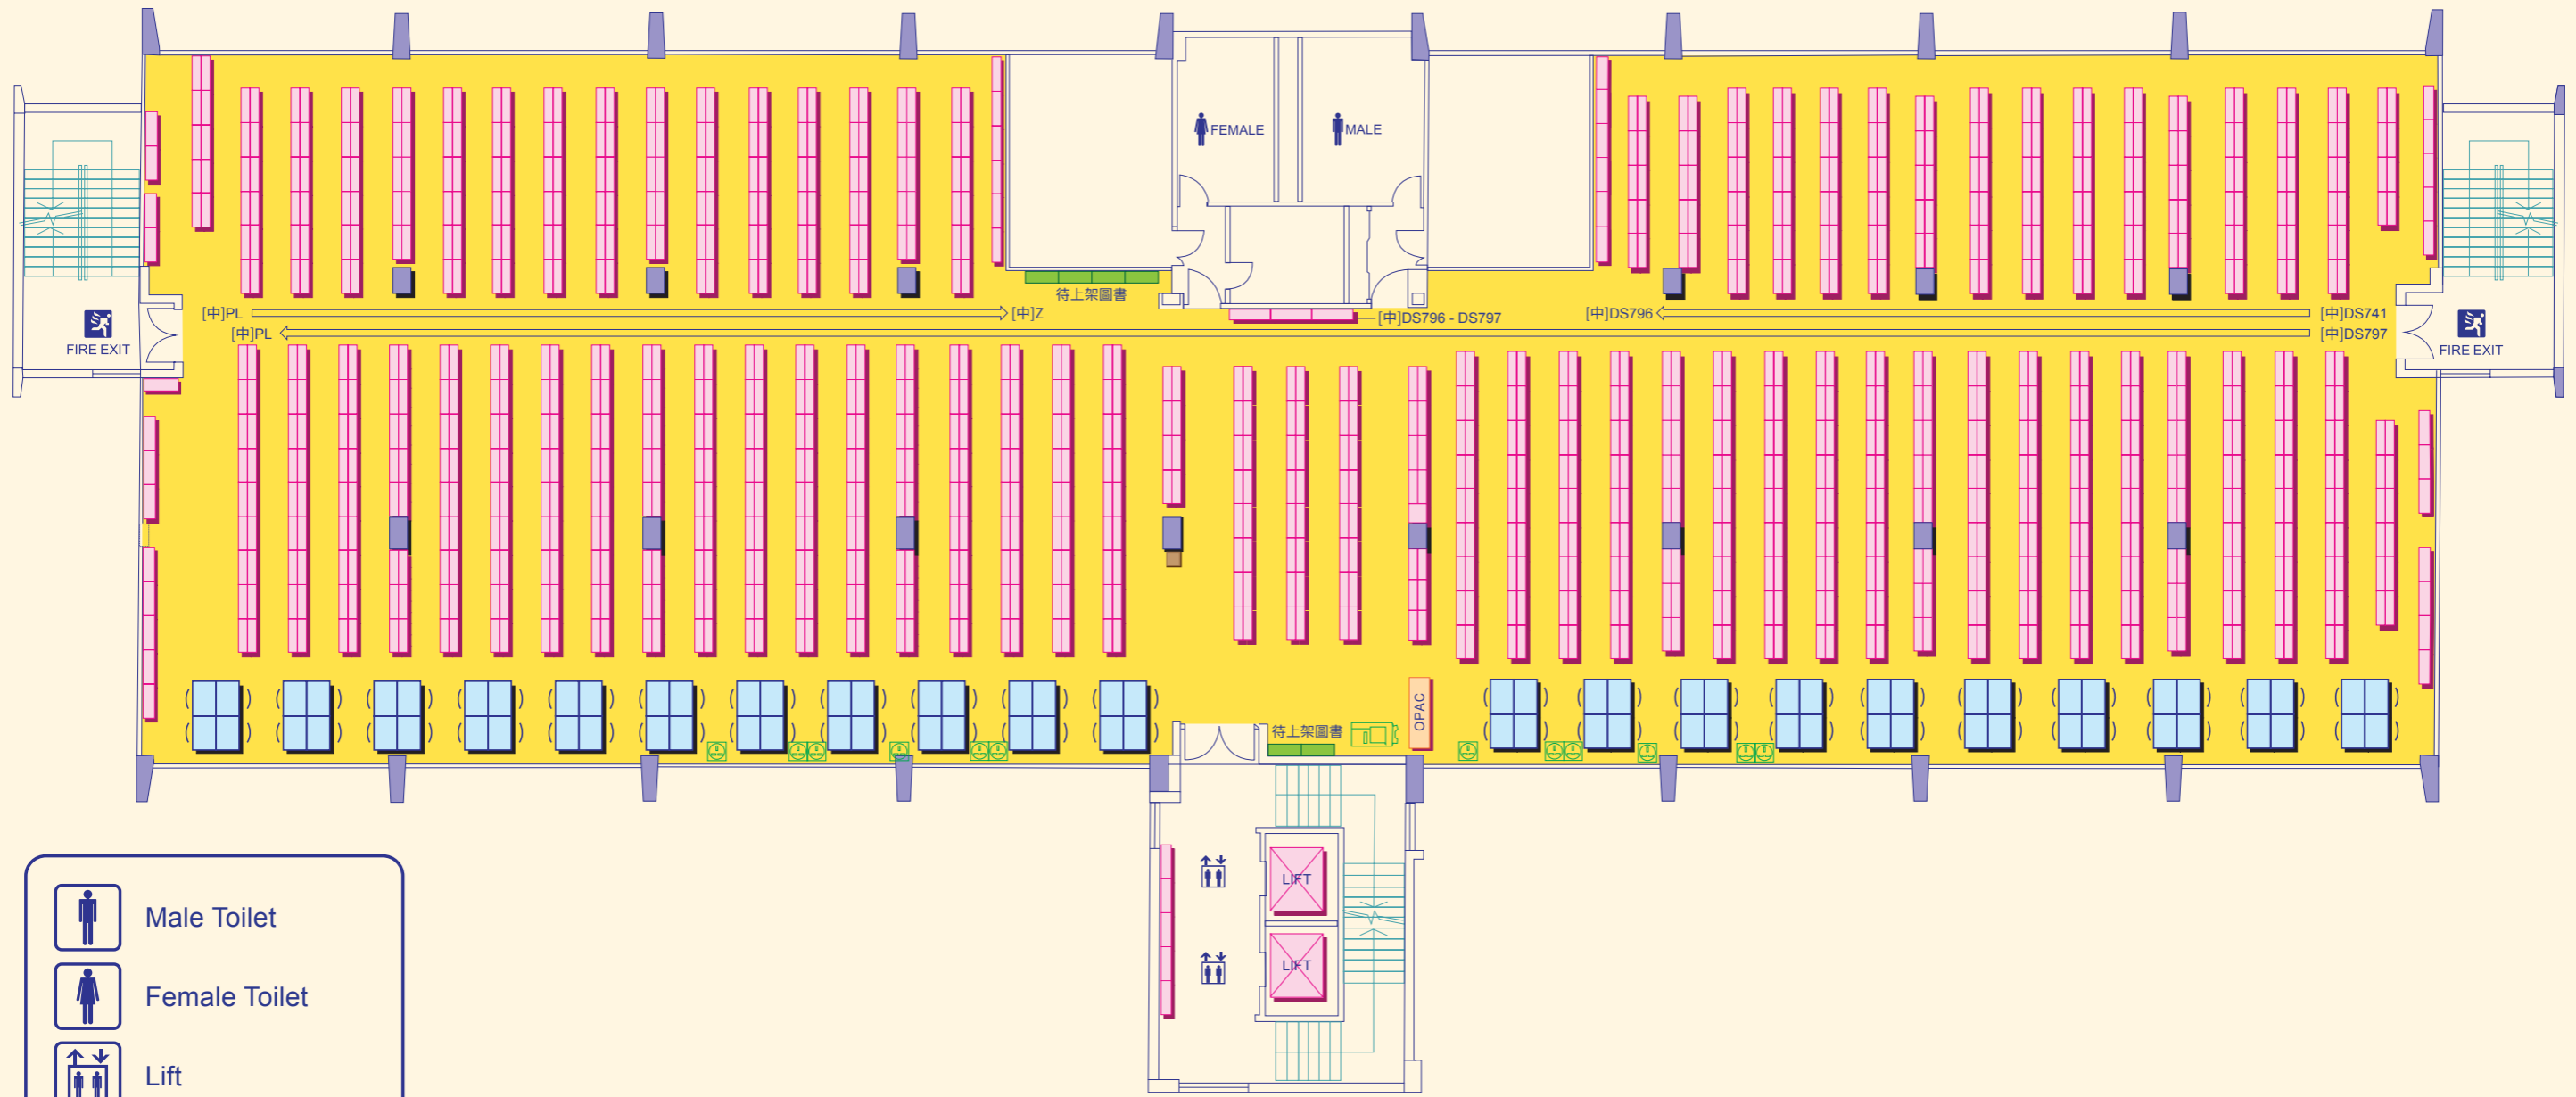 FEMALE
MALE
待上架圖書
[中]PL
[中]Z
[中]DS796 - DS797
[中]DS796
[中]DS741
[中]PL
[中]DS797
FIRE EXIT
FIRE EXIT
待上架圖書
OPAC
LIFT
LIFT
Male Toilet
Female Toilet
Lift